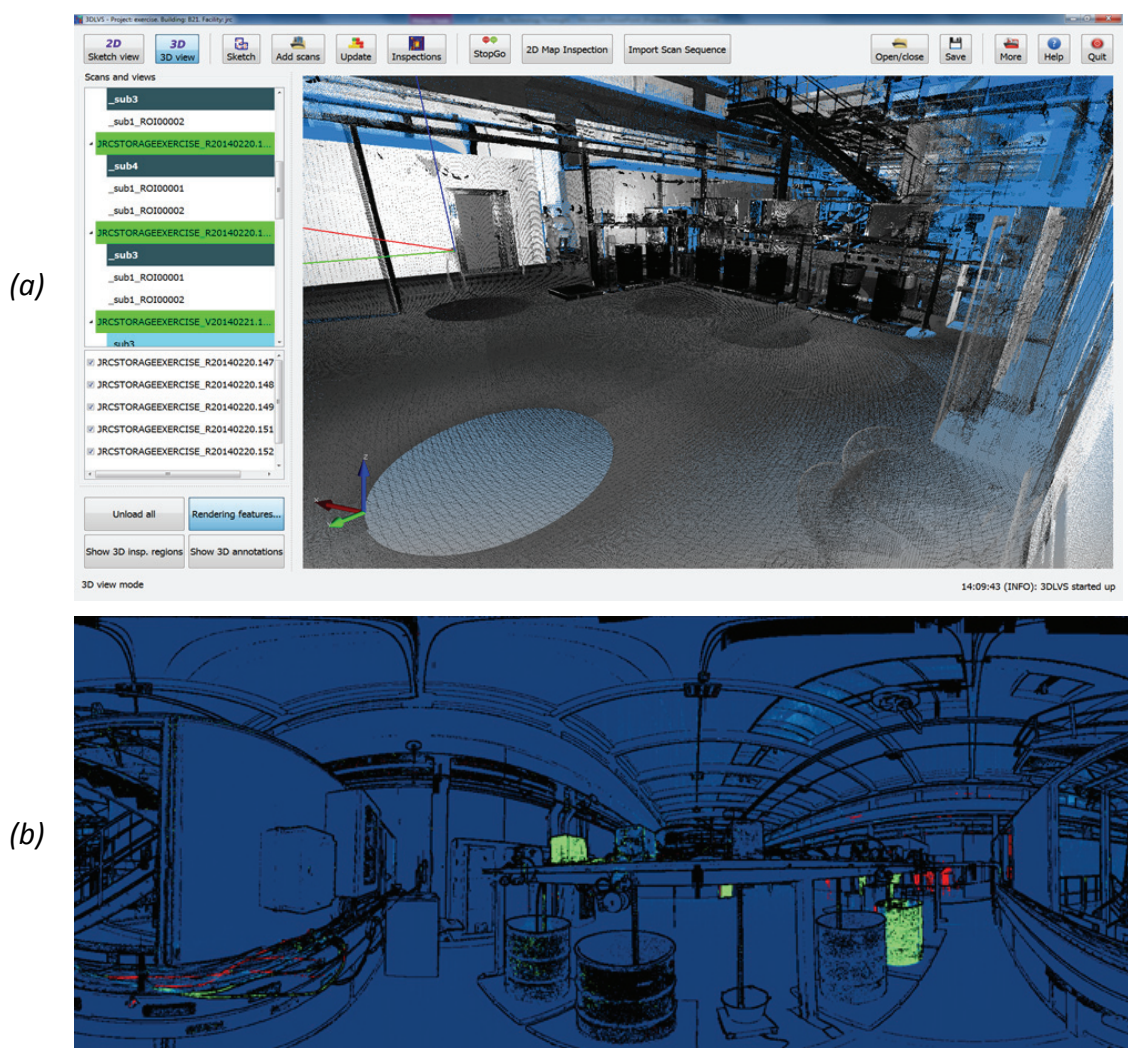 3DLVS - Project: exercise. Building: B21. Facility: jrc
2D
Sketch view
3D
3D view
Sketch
Add scans
Update
Inspections
StopGo
2D Map Inspection
Import Scan Sequence
Open/close
Save
More
Help
Quit
Scans and views
_sub3
_sub1_ROI00002
JRCSTORAGEEXERCISE_R20140220.1...
_sub4
_sub1_ROI00001
_sub1_ROI00002
JRCSTORAGEEXERCISE_R20140220.1...
_sub3
_sub1_ROI00001
_sub1_ROI00002
JRCSTORAGEEXERCISE_V20140221.1...
_sub3
JRCSTORAGEEXERCISE_R20140220.147
JRCSTORAGEEXERCISE_R20140220.148
JRCSTORAGEEXERCISE_R20140220.149
JRCSTORAGEEXERCISE_R20140220.151
JRCSTORAGEEXERCISE_R20140220.152
Unload all
Rendering features...
Show 3D insp. regions
Show 3D annotations
3D view mode
14:09:43 (INFO): 3DLVS started up
Z
(a)
(b)